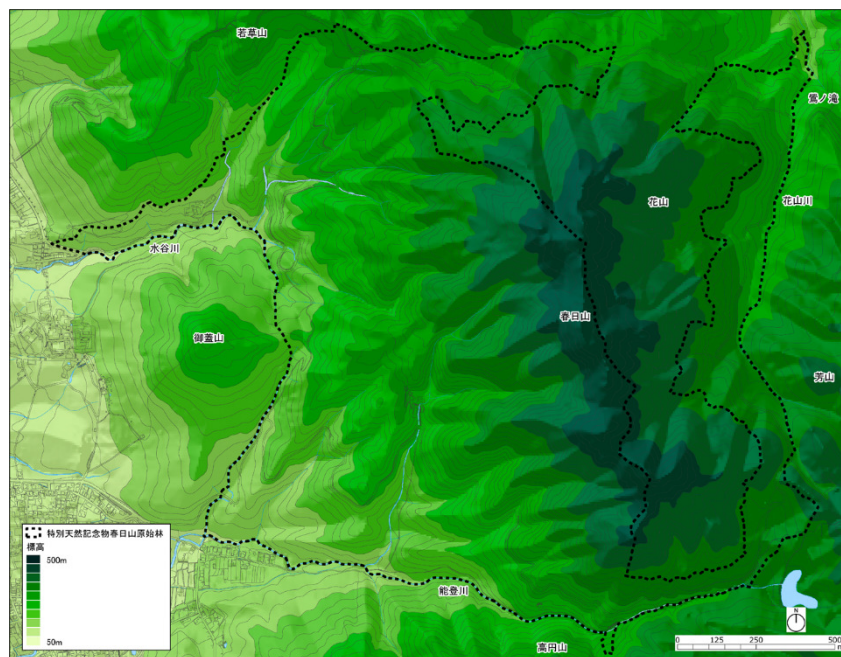 若草山
鶯ノ滝
花山
花山川
水谷川
春日山
御蓋山
芳山
特別天然記念物春日山原始林
標高
500m
50m
能登川
高円山
N
0 125 250 500
m